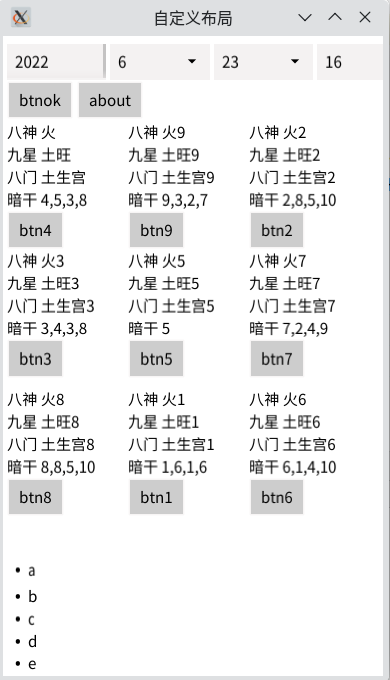 自定义布局
2022 6 23 16
btnok about
八神 火 八神 火9 八神 火2
九星 土旺 九星 土旺9 九星 土旺2
八门 土生宫 八门 土生宫9 八门 土生宫2
暗干 4,5,3,8 暗干 9,3,2,7 暗干 2,8,5,10
btn4 btn9 btn2
八神 火3 八神 火5 八神 火7
九星 土旺3 九星 土旺5 九星 土旺7
八门 土生宫3 八门 土生宫5 八门 土生宫7
暗干 3,4,3,8 暗干 5 暗干 7,2,4,9
btn3 btn5 btn7
八神 火8 八神 火1 八神 火6
九星 土旺8 九星 土旺1 九星 土旺6
八门 土生宫8 八门 土生宫1 八门 土生宫6
暗干 8,8,5,10 暗干 1,6,1,6 暗干 6,1,4,10
btn8 btn1 btn6
• a
• b
• c
• d
• e